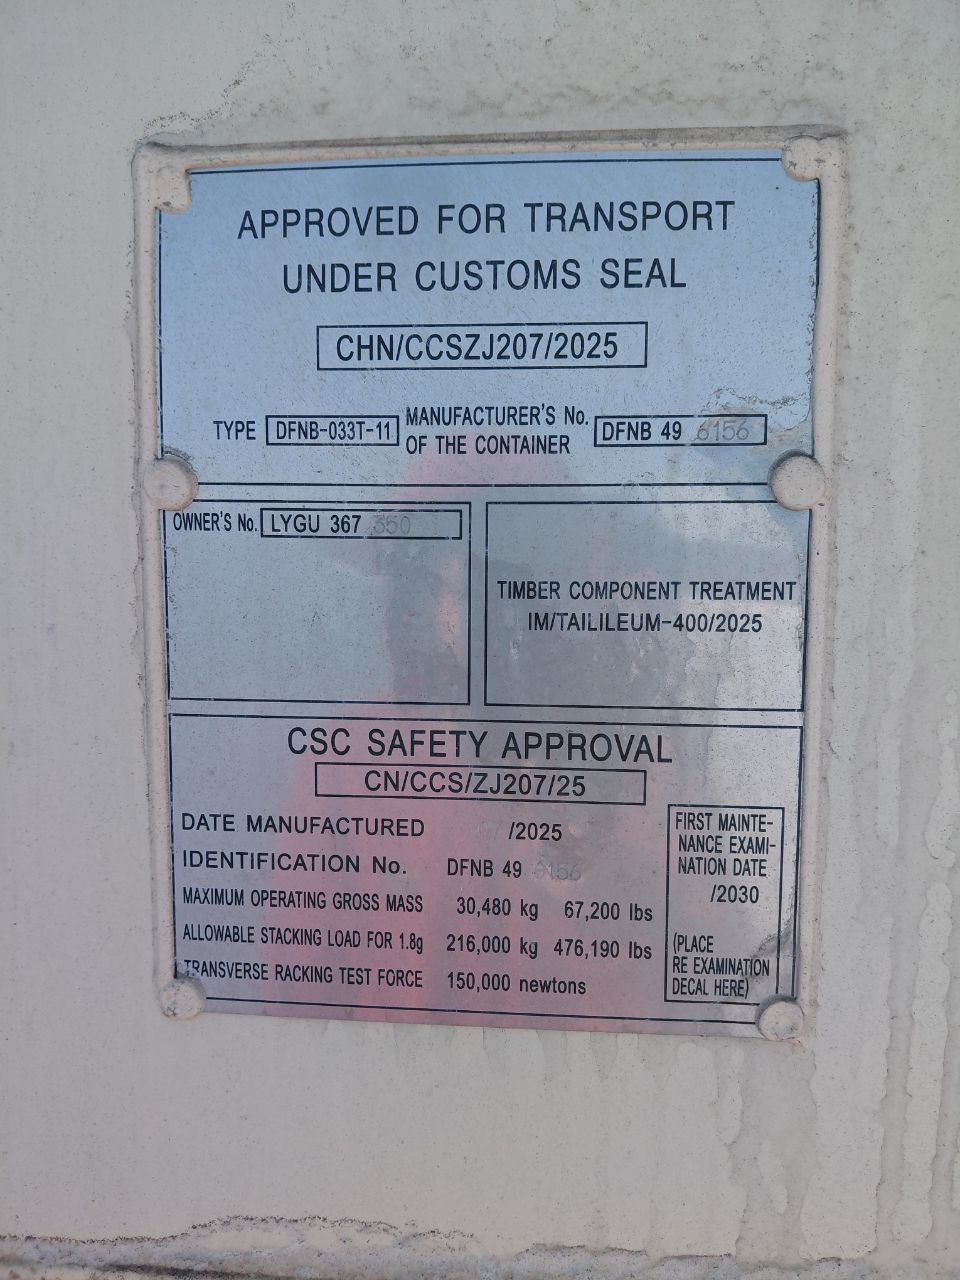 APPROVED FOR TRANSPORT
UNDER CUSTOMS SEAL
CHN/CCSZJ207/2025
TYPE DFNB-033T-11 MANUFACTURER'S No. OF THE CONTAINER DFNB 49 6156
OWNER'S No. LYGU 367 350
TIMBER COMPONENT TREATMENT
IM/TAILILEUM-400/2025
CSC SAFETY APPROVAL
CN/CCS/ZJ207/25
DATE MANUFACTURED /2025
IDENTIFICATION No. DFNB 49 6156
MAXIMUM OPERATING GROSS MASS 30,480 kg 67,200 lbs
ALLOWABLE STACKING LOAD FOR 1.8g 216,000 kg 476,190 lbs
TRANSVERSE RACKING TEST FORCE 150,000 newtons
FIRST MAINTE-
NANCE EXAMI-
NATION DATE
/2030
(PLACE
RE EXAMINATION
DECAL HERE)